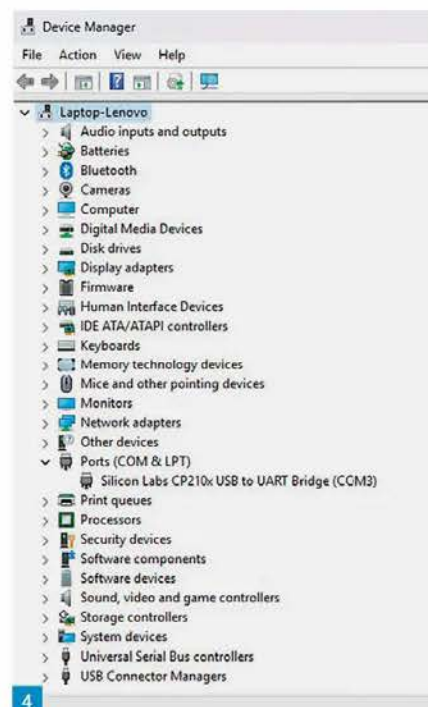 Device Manager
File Action View Help
Laptop-Lenovo
Audio inputs and outputs
Batteries
Bluetooth
Cameras
Computer
Digital Media Devices
Disk drives
Display adapters
Firmware
Human Interface Devices
IDE ATA/ATAPI controllers
Keyboards
Memory technology devices
Mice and other pointing devices
Monitors
Network adapters
Other devices
Ports (COM & LPT)
Silicon Labs CP210x USB to UART Bridge (COM3)
Print queues
Processors
Security devices
Software components
Software devices
Sound, video and game controllers
Storage controllers
System devices
Universal Serial Bus controllers
USB Connector Managers
4